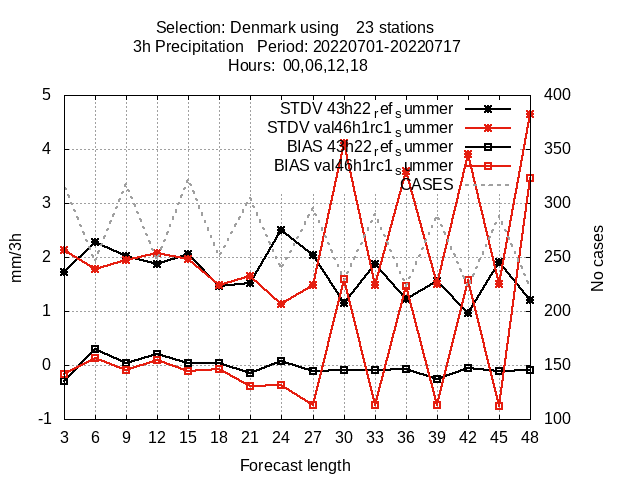 Selection: Denmark using    23 stations
3h Precipitation   Period: 20220701-20220717
Hours:  00,06,12,18
5
4
3
2
1
0
-1
400
350
300
250
200
150
100
3 6 9 12 15 18 21 24 27 30 33 36 39 42 45 48
mm/3h
No cases
Forecast length
STDV 43h22_ref_summer
STDV val46h1rc1_summer
BIAS 43h22_ref_summer
BIAS val46h1rc1_summer
CASES